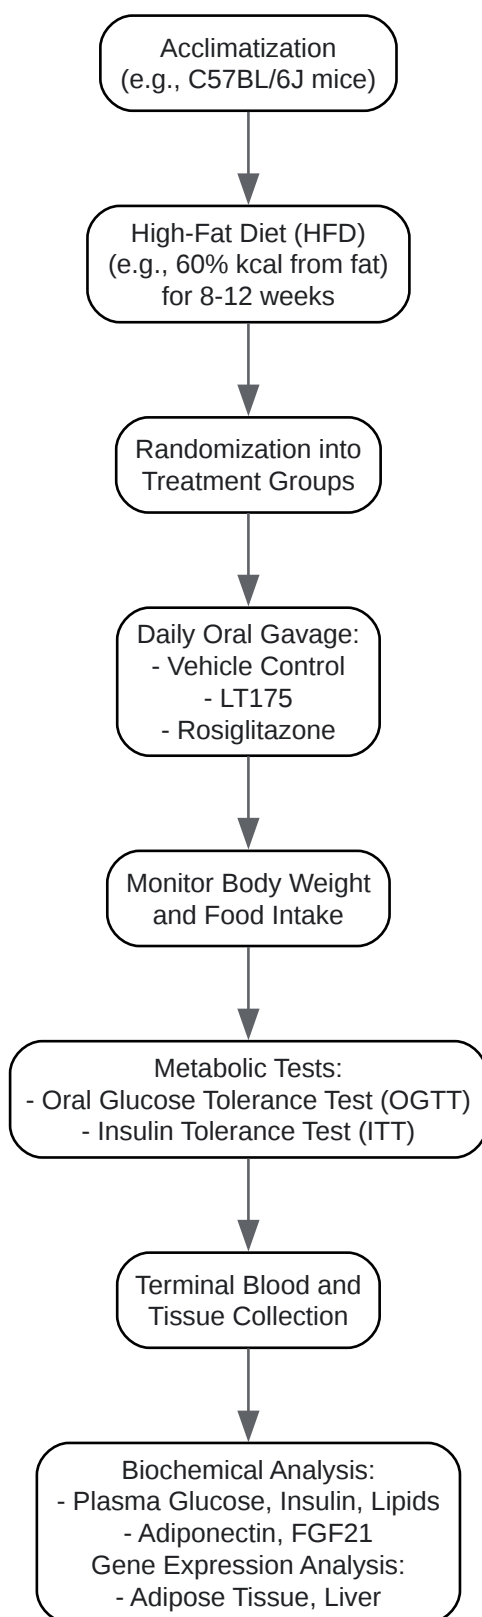 Acclimatization
(e.g., C57BL/6J mice)
High-Fat Diet (HFD)
(e.g., 60% kcal from fat)
for 8-12 weeks
Randomization into
Treatment Groups
Daily Oral Gavage:
- Vehicle Control
- LT175
- Rosiglitazone
Monitor Body Weight
and Food Intake
Metabolic Tests:
- Oral Glucose Tolerance Test (OGTT)
- Insulin Tolerance Test (ITT)
Terminal Blood and
Tissue Collection
Biochemical Analysis:
- Plasma Glucose, Insulin, Lipids
- Adiponectin, FGF21
Gene Expression Analysis:
- Adipose Tissue, Liver